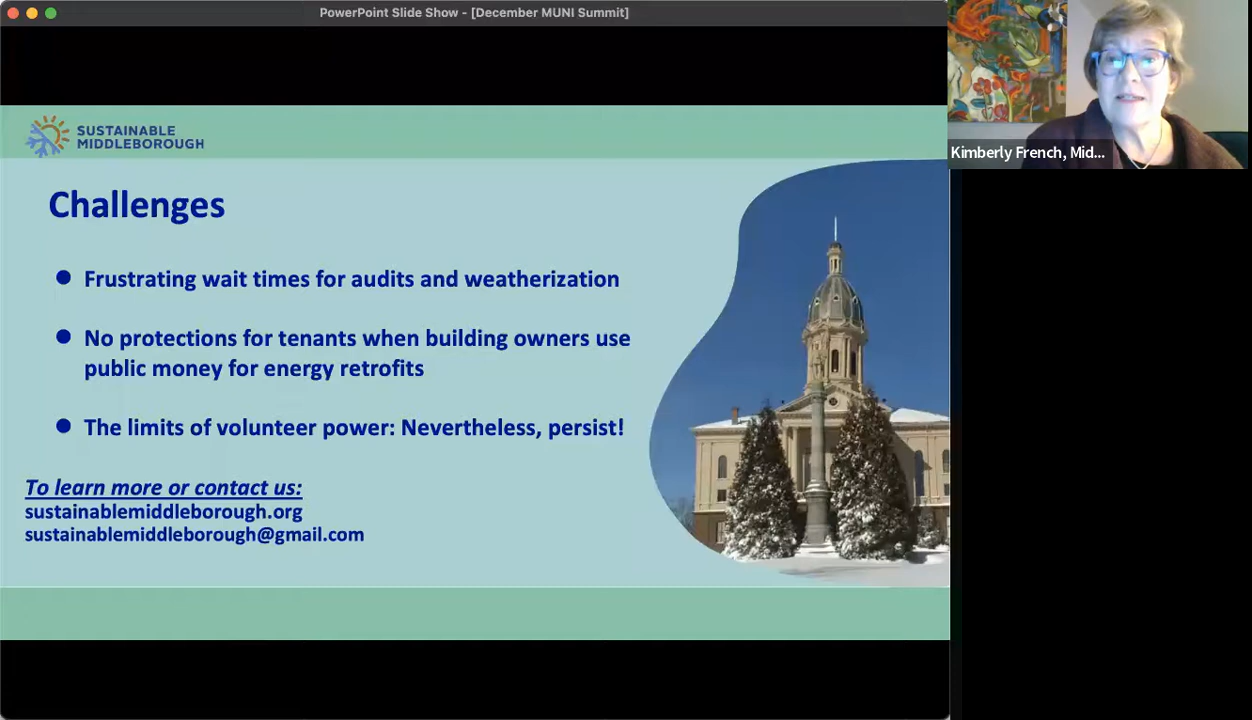 PowerPoint Slide Show - [December MUNI Summit]
SUSTAINABLE
MIDDLEBOROUGH
Kimberly French, Mid...
Challenges
● Frustrating wait times for audits and weatherization
● No protections for tenants when building owners use
public money for energy retrofits
● The limits of volunteer power: Nevertheless, persist!
To learn more or contact us:
sustainablemiddleborough.org
sustainablemiddleborough@gmail.com